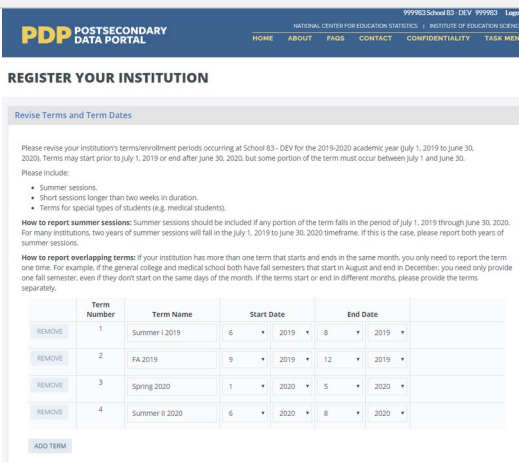 999983 School 83 - DEV 999983 Logo
PDP POSTSECONDARY DATA PORTAL
NATIONAL CENTER FOR EDUCATION STATISTICS | INSTITUTE OF EDUCATION SCIENC
HOME ABOUT FAQS CONTACT CONFIDENTIALITY TASK MEN
REGISTER YOUR INSTITUTION
Revise Terms and Term Dates
Please revise your institution's terms/enrollment periods occurring at School 83 - DEV for the 2019-2020 academic year (July 1, 2019 to June 30,
2020). Terms may start prior to July 1, 2019 or end after June 30, 2020, but some portion of the term must occur between July 1 and June 30.
Please include:
• Summer sessions.
• Short sessions longer than two weeks in duration.
• Terms for special types of students (e.g. medical students).
How to report summer sessions: Summer sessions should be included if any portion of the term falls in the period of July 1, 2019 through June 30, 2020.
For many institutions, two years of summer sessions will fall in the July 1, 2019 to June 30, 2020 timeframe, if this is the case, please report both years of
summer sessions.
How to report overlapping terms: If your institution has more than one term that starts and ends in the same month, you only need to report the term
one time. For example, if the general college and medical school both have fall semesters that start in August and end in December, you need only provide
one fall semester, even if they don't start on the same days of the month. If the terms start or end in different months, please provide the terms
separately.
Term Number Term Name Start Date End Date
REMOVE 1 Summer I 2019 6 2019 8 2019
REMOVE 2 FA 2019 9 2019 12 2019
REMOVE 3 Spring 2020 1 2020 5 2020
REMOVE 4 Summer II 2020 6 2020 8 2020
ADD TERM